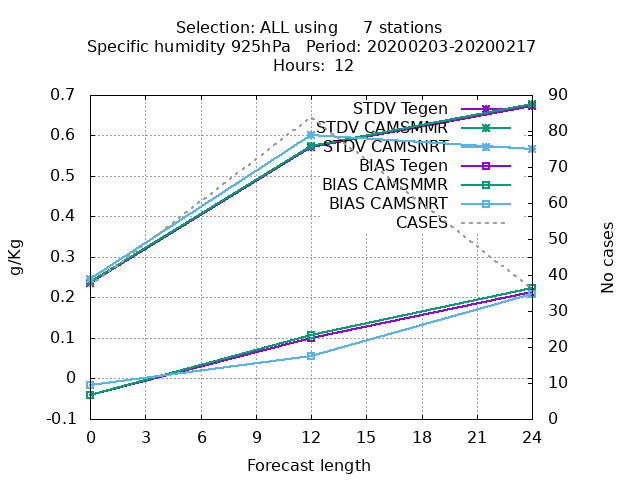 Selection: ALL using 7 stations
Specific humidity 925hPa Period: 20200203-20200217
Hours: 12
0.7
0.6
0.5
0.4
0.3
0.2
0.1
0
-0.1
g/Kg
STDV Tegen
STDV CAMSMMR
STDV CAMSNRT
BIAS Tegen
BIAS CAMSMMR
BIAS CAMSNRT
CASES
90
80
70
60
50
40
30
20
10
0
No cases
0 3 6 9 12 15 18 21 24
Forecast length